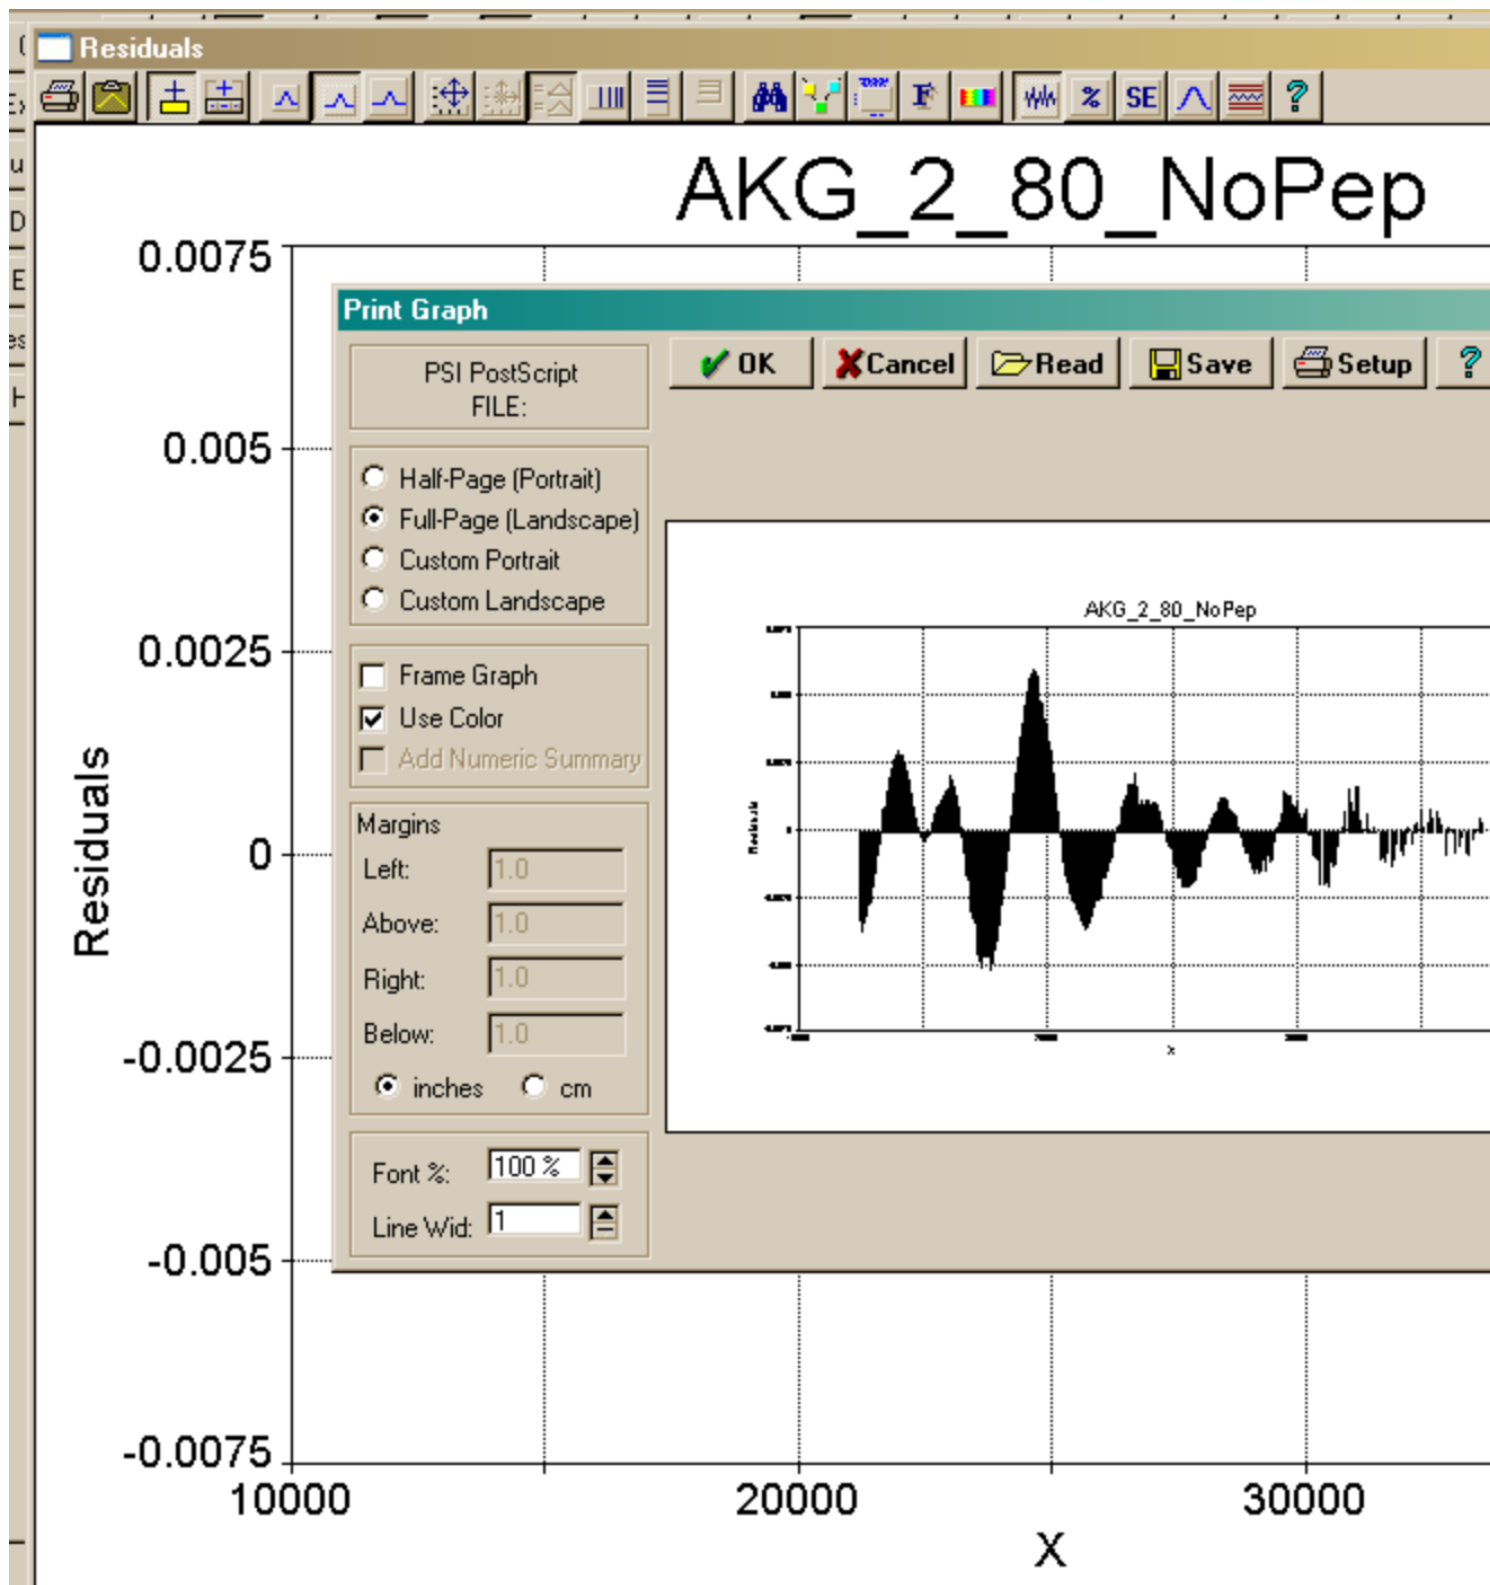 Residuals
% SE ?
AKG_2_80_NoPep
0.0075
0.005
0.0025
0
-0.0025
-0.005
-0.0075
Residuals
10000 20000 30000
X
Print Graph
PSI PostScript
FILE:
OK Cancel Read Save Setup ?
Half-Page (Portrait)
Full-Page (Landscape)
Custom Portrait
Custom Landscape
Frame Graph
Use Color
Add Numeric Summary
Margins
Left: 1.0
Above: 1.0
Right: 1.0
Below: 1.0
inches cm
Font %: 100 %
Line Wid: 1
AKG_2_80_NoPep
Residuals
X